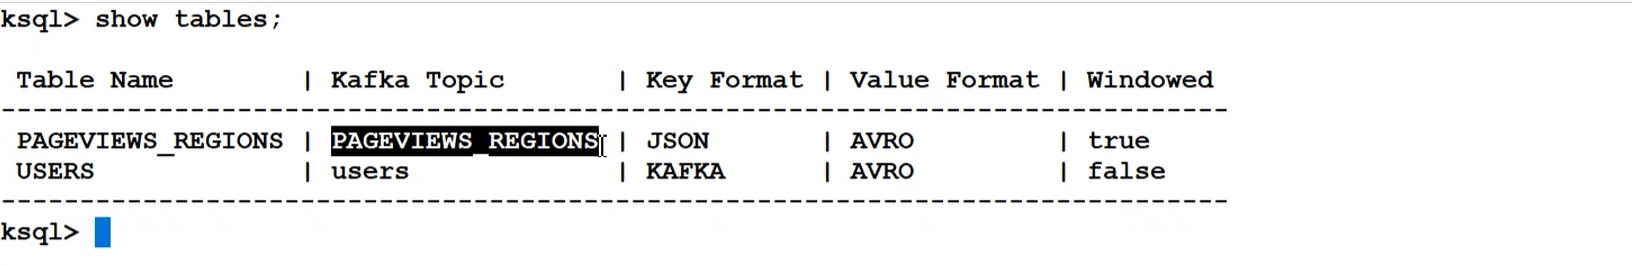 ksql> show tables;
Table Name | Kafka Topic | Key Format | Value Format | Windowed
------------------------------------------------------------------------------
PAGEVIEWS_REGIONS | PAGEVIEWS_REGIONS | JSON | AVRO | true
USERS | users | KAFKA | AVRO | false
------------------------------------------------------------------------------
ksql>